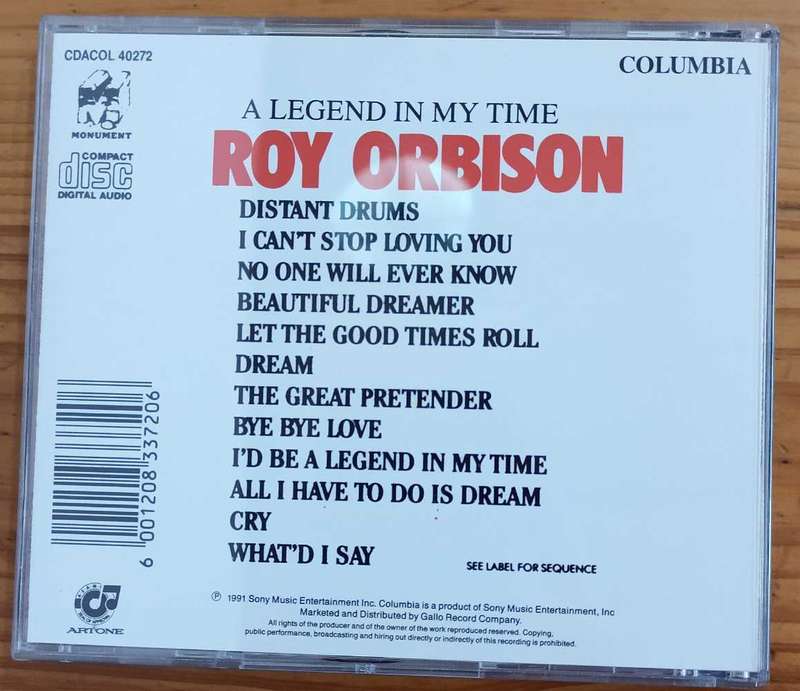 CDACOL 40272
COLUMBIA
MONUMENT
COMPACT
disc
DIGITAL AUDIO
A LEGEND IN MY TIME
ROY ORBISON
DISTANT DRUMS
I CAN'T STOP LOVING YOU
NO ONE WILL EVER KNOW
BEAUTIFUL DREAMER
LET THE GOOD TIMES ROLL
DREAM
THE GREAT PRETENDER
BYE BYE LOVE
I'D BE A LEGEND IN MY TIME
ALL I HAVE TO DO IS DREAM
CRY
WHAT'D I SAY
SEE LABEL FOR SEQUENCE
6 001208 337206
ARTONE
℗ 1991 Sony Music Entertainment Inc. Columbia is a product of Sony Music Entertainment, Inc
Marketed and Distributed by Gallo Record Company.
All rights of the producer and of the owner of the work reproduced reserved. Copying,
public performance, broadcasting and hiring out directly or indirectly of this recording is prohibited.